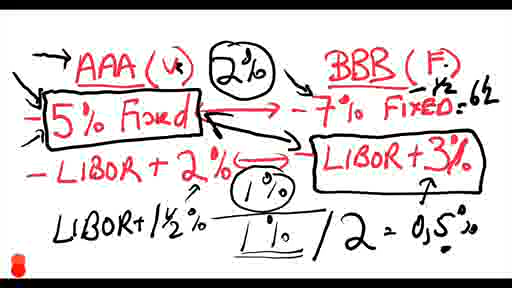 AAA (V) 2% BBB (F)
- 5% Fixed - 7% FIXED - ½ = 6½
- LIBOR + 2% - LIBOR + 3%
1%
LIBOR + 1½% 1% / 2 = 0,5%